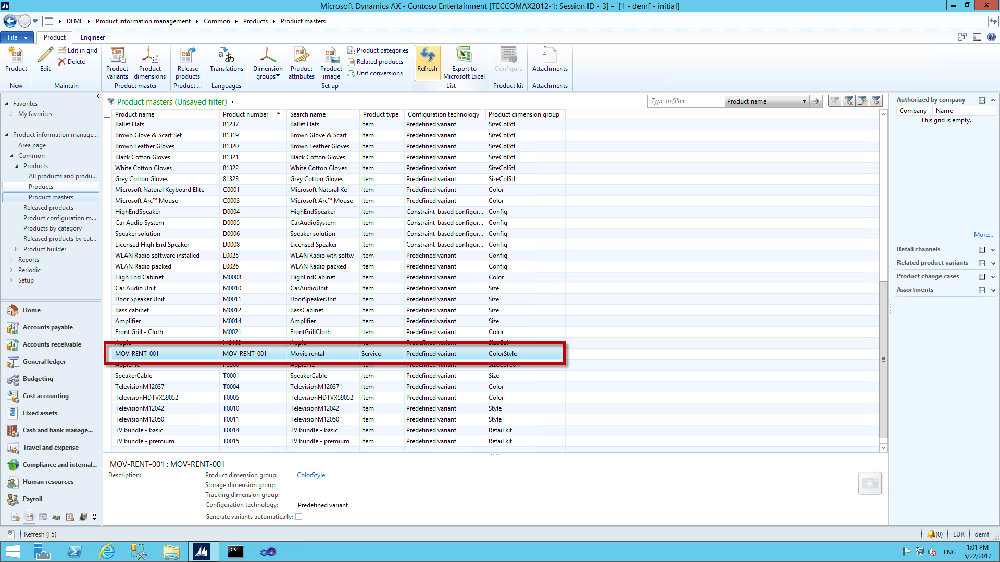 Microsoft Dynamics AX - Contoso Entertainment [TECCOMAX2012-1: Session ID - 3] - [1 - demf - initial]
DEMF Product information management Common Products Product masters
File Product Engineer
Product Edit Edit in grid Delete Product variants Product dimensions Release products Translations Dimension groups Product attributes Product image Product categories Related products Unit conversions Refresh Export to Microsoft Excel Configure Attachments
New Maintain Product master Product ... Languages Set up List Product kit Attachments
Favorites
My favorites
Product information manage...
Area page
Common
Products
All products and produ...
Products
Product masters
Released products
Product configuration m...
Products by category
Released products by cat...
Product builder
Reports
Periodic
Setup
Home
Accounts payable
Accounts receivable
General ledger
Budgeting
Cost accounting
Fixed assets
Cash and bank manage...
Travel and expense
Compliance and internal...
Human resources
Payroll
Product masters (Unsaved filter) Type to filter Product name
Product name Product number Search name Product type Configuration technology Product dimension group
Ballet Flats 81237 Ballet Flats Item Predefined variant SizeColStl
Brown Glove & Scarf Set 81319 Brown Glove & Scarf Item Predefined variant SizeColStl
Brown Leather Gloves 81320 Brown Leather Gloves Item Predefined variant SizeColStl
Black Cotton Gloves 81321 Black Cotton Gloves Item Predefined variant SizeColStl
White Cotton Gloves 81322 White Cotton Gloves Item Predefined variant SizeColStl
Grey Cotton Gloves 81323 Grey Cotton Gloves Item Predefined variant SizeColStl
Microsoft Natural Keyboard Elite C0001 Microsoft Natural Ke Item Predefined variant Color
Microsoft Arc™ Mouse C0003 Microsoft Arc™ Mouse Item Predefined variant Color
HighEndSpeaker D0004 HighEndSpeaker Item Constraint-based configur... Config
Car Audio System D0005 CarAudioSystem Item Constraint-based configur... Config
Speaker solution D0006 Speaker solution Item Constraint-based configur... Config
Licensed High End Speaker D0008 Licensed Speaker Item Constraint-based configur... Config
WLAN Radio software installed L0025 WLAN Radio wth softw Item Predefined variant Config
WLAN Radio packed L0026 WLAN Radio packed Item Predefined variant Config
High End Cabinet M0008 HighEndCabinet Item Predefined variant Color
Car Audio Unit M0010 CarAudioUnit Item Predefined variant Size
Door Speaker Unit M0011 DoorSpeakerUnit Item Predefined variant Size
Bass cabinet M0012 BassCabinet Item Predefined variant Size
Amplifier M0014 Amplifier Item Predefined variant Size
Front Grill - Cloth M0021 FrontGrillCloth Item Predefined variant Color
Apple Apple Item Predefined variant
MOV-RENT-001 MOV-RENT-001 Movie rental Service Predefined variant ColorStyle
ApplePie ApplePie Item Predefined variant
SpeakerCable T0001 SpeakerCable Item Predefined variant Size
TelevisionM12037" T0004 TelevisionM12037" Item Predefined variant Color
TelevisionHDTVX59052 T0005 TelevisionHDTVX59052 Item Predefined variant Color
TelevisionM12042" T0010 TelevisionM12042" Item Predefined variant Style
TelevisionM12050" T0011 TelevisionM12050" Item Predefined variant Style
TV bundle - basic T0014 TV bundle - basic Item Predefined variant Retail kit
TV bundle - premium T0015 TV bundle - premium Item Predefined variant Retail kit
MOV-RENT-001 : MOV-RENT-001
Description: Product dimension group: ColorStyle
Storage dimension group:
Tracking dimension group:
Configuration technology: Predefined variant
Generate variants automatically:
Authorized by company
Company Name
This grid is empty.
More...
Retail channels
Related product variants
Product change cases
Assortments
Refresh (F5) (0) EUR demf
C:\
ENG 1:01 PM
5/22/2017